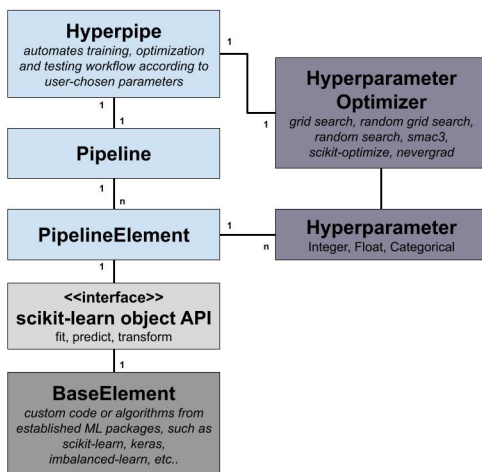 Hyperpipe
automates training, optimization
and testing workflow according to
user-chosen parameters
1
1
Hyperparameter
Optimizer
grid search, random grid search,
random search, smac3,
scikit-optimize, nevergrad
1
1
Pipeline
1
n
PipelineElement
1
n
Hyperparameter
Integer, Float, Categorical
1
<<interface>>
scikit-learn object API
fit, predict, transform
1
BaseElement
custom code or algorithms from
established ML packages, such as
scikit-learn, keras,
imbalanced-learn, etc..